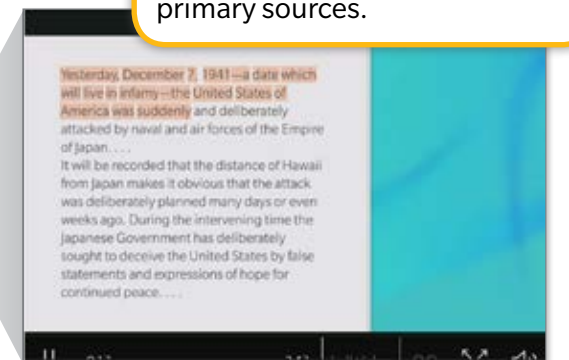 primary sources.
Yesterday, December 7, 1941—a date which
will live in infamy—the United States of
America was suddenly and deliberately
attacked by naval and air forces of the Empire
of Japan. . . .
It will be recorded that the distance of Hawaii
from Japan makes it obvious that the attack
was deliberately planned many days or even
weeks ago. During the intervening time the
Japanese Government has deliberately
sought to deceive the United States by false
statements and expressions of hope for
continued peace. . . .